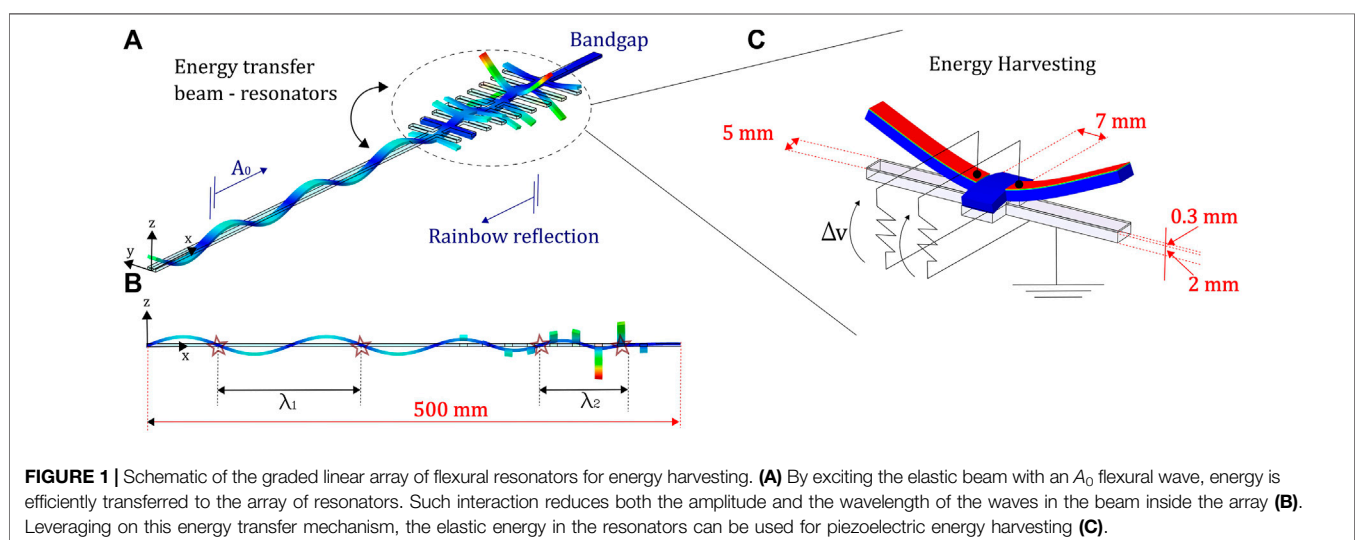 A
Energy transfer
beam - resonators
Bandgap
A₀
Rainbow reflection
z
y
x
B
z
x
λ₁
λ₂
500 mm
C
Energy Harvesting
5 mm
7 mm
Δv
0.3 mm
2 mm
FIGURE 1 | Schematic of the graded linear array of flexural resonators for energy harvesting. (A) By exciting the elastic beam with an A₀ flexural wave, energy is
efficiently transferred to the array of resonators. Such interaction reduces both the amplitude and the wavelength of the waves in the beam inside the array (B).
Leveraging on this energy transfer mechanism, the elastic energy in the resonators can be used for piezoelectric energy harvesting (C).